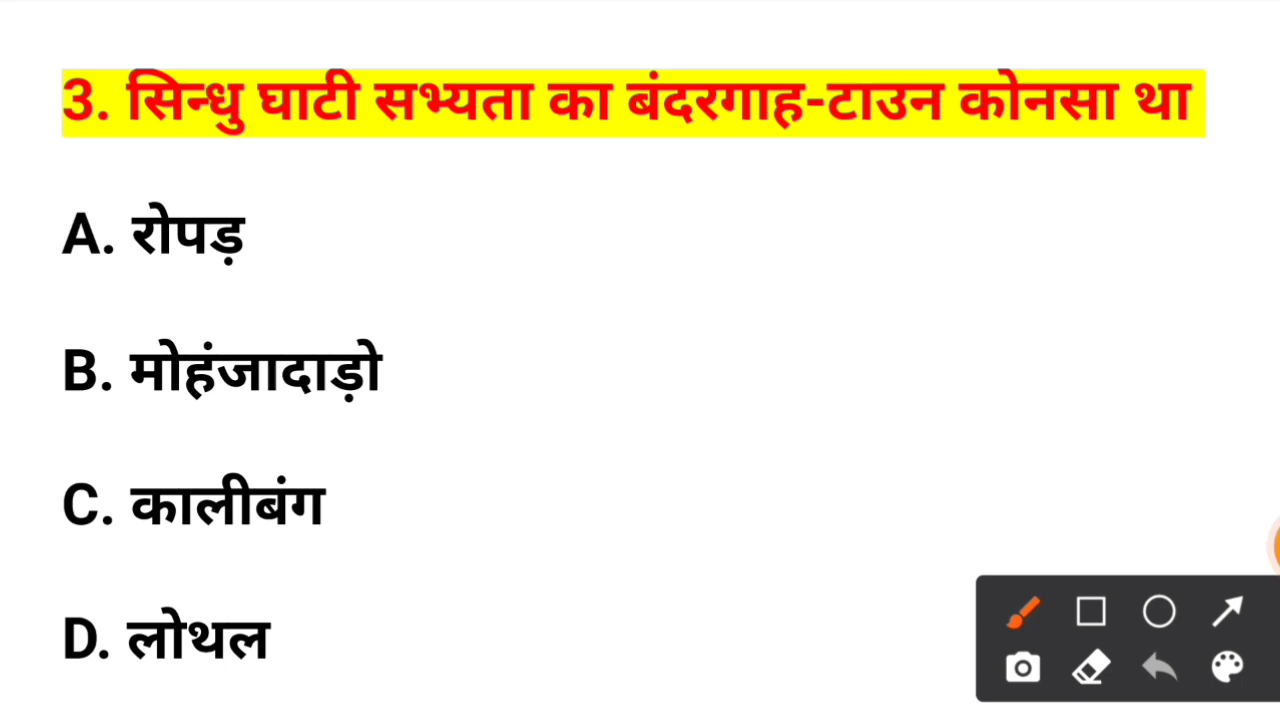 3. सिन्धु घाटी सभ्यता का बंदरगाह-टाउन कोनसा था
A. रोपड़
B. मोहंजादाड़ो
C. कालीबंग
D. लोथल